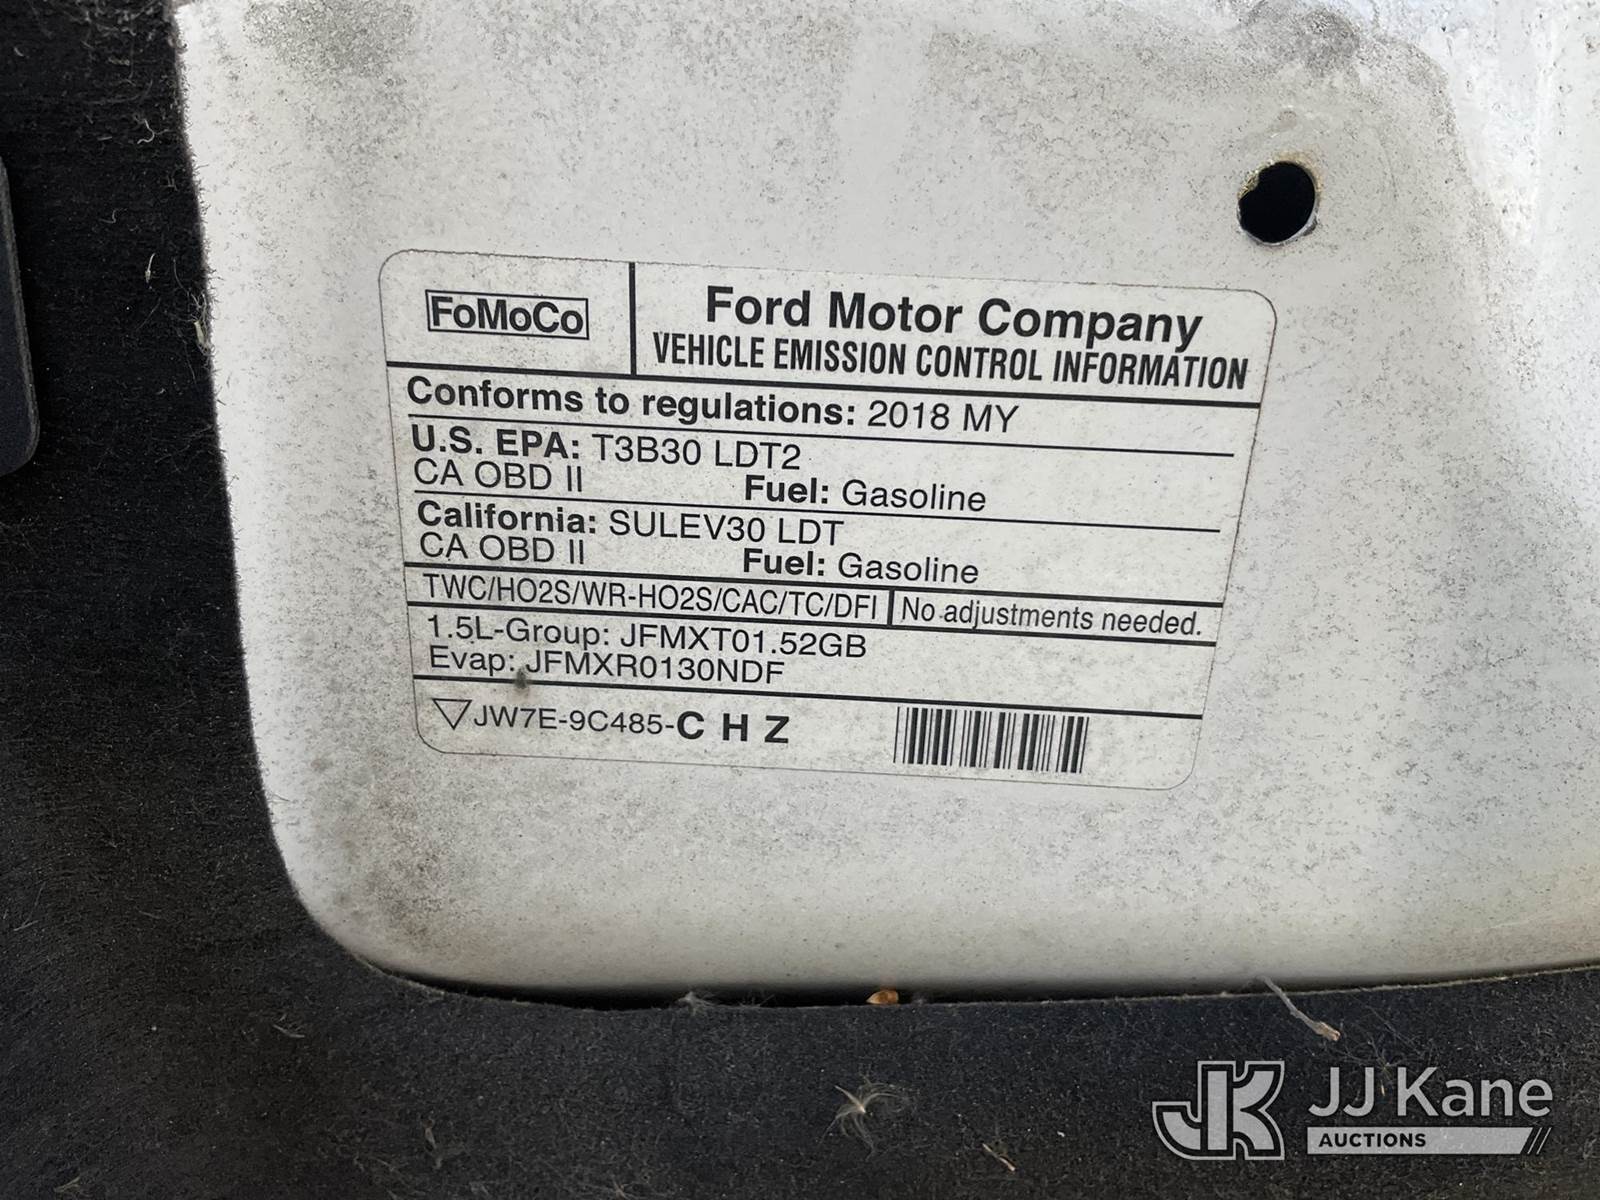 FoMoCo
Ford Motor Company
VEHICLE EMISSION CONTROL INFORMATION
Conforms to regulations: 2018 MY
U.S. EPA: T3B30 LDT2
CA OBD II Fuel: Gasoline
California: SULEV30 LDT
CA OBD II Fuel: Gasoline
TWC/HO2S/WR-HO2S/CAC/TC/DFI No adjustments needed.
1.5L-Group: JFMXT01.52GB
Evap: JFMXR0130NDF
JW7E-9C485-C H Z
JK JJ Kane
AUCTIONS